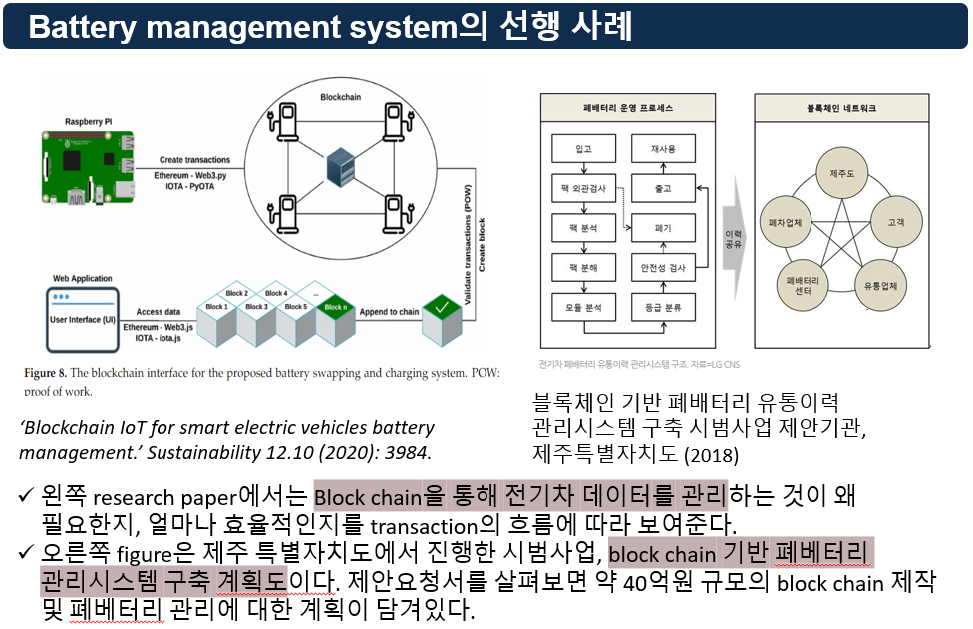 Battery management system의 선행 사례
Raspberry PI
Create transactions
Ethereum - Web3.py
IOTA - PyOTA
Blockchain
Validate transactions (POW)
Create block
Web Application
User Interface (UI)
Access data
Ethereum - Web3.js
IOTA - iota.js
Block 1
Block 2
Block 3
Block 4
Block 5
...
Block n
Append to chain
Figure 8. The blockchain interface for the proposed battery swapping and charging system. POW:
proof of work.
‘Blockchain IoT for smart electric vehicles battery
management.’ Sustainability 12.10 (2020): 3984.
폐배터리 운영 프로세스
입고
팩 외관검사
팩 분석
팩 분해
모듈 분석
재사용
출고
폐기
안전성 검사
등급 분류
이력
공유
블록체인 네트워크
제주도
폐차업체
고객
폐배터리
센터
유통업체
전기차 폐배터리 유통이력 관리시스템 구조. 자료=LG CNS
블록체인 기반 폐배터리 유통이력
관리시스템 구축 시범사업 제안기관,
제주특별자치도 (2018)
✓ 왼쪽 research paper에서는 Block chain을 통해 전기차 데이터를 관리하는 것이 왜
필요한지, 얼마나 효율적인지를 transaction의 흐름에 따라 보여준다.
✓ 오른쪽 figure은 제주 특별자치도에서 진행한 시범사업, block chain 기반 폐베터리
관리시스템 구축 계획도이다. 제안요청서를 살펴보면 약 40억원 규모의 block chain 제작
및 폐베터리 관리에 대한 계획이 담겨있다.